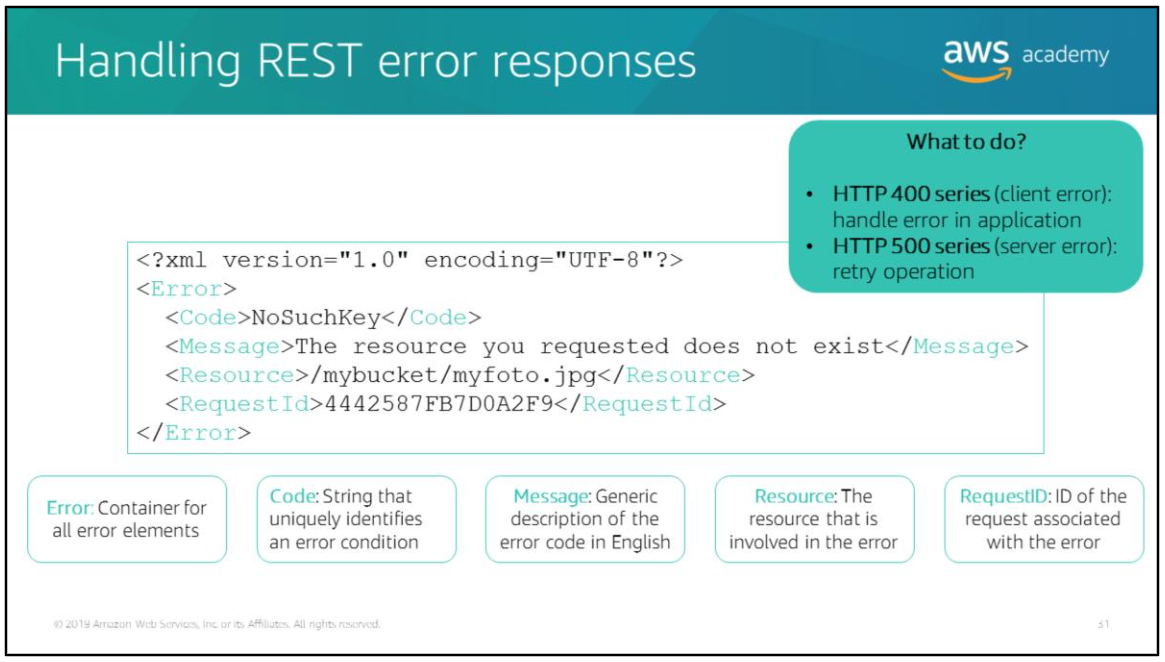 Handling REST error responses
aws academy
What to do?
• HTTP 400 series (client error):
handle error in application
• HTTP 500 series (server error):
retry operation
<?xml version="1.0" encoding="UTF-8"?>
<Error>
<Code>NoSuchKey</Code>
<Message>The resource you requested does not exist</Message>
<Resource>/mybucket/myfoto.jpg</Resource>
<RequestId>4442587FB7D0A2F9</RequestId>
</Error>
Error: Container for
all error elements
Code: String that
uniquely identifies
an error condition
Message: Generic
description of the
error code in English
Resource: The
resource that is
involved in the error
RequestID: ID of the
request associated
with the error
© 2019 Amazon Web Services, Inc. or its Affiliates. All rights reserved.
31